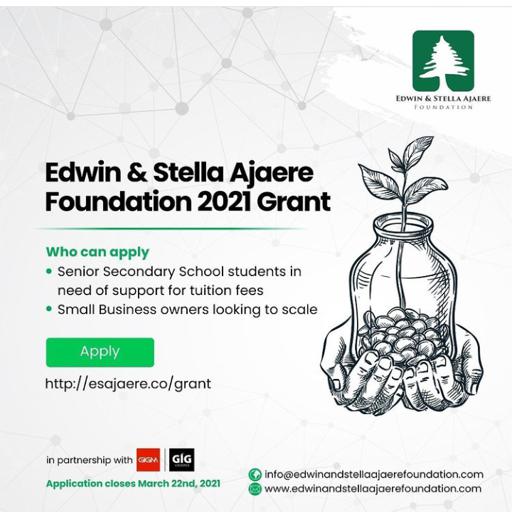 EDWIN & STELLA AJAERE
FOUNDATION
Edwin & Stella Ajaere
Foundation 2021 Grant
Who can apply
• Senior Secondary School students in
need of support for tuition fees
• Small Business owners looking to scale
Apply
http://esajaere.co/grant
in partnership with GIGM GIG
Application closes March 22nd, 2021
info@edwinandstellaajaerefoundation.com
www.edwinandstellaajaerefoundation.com